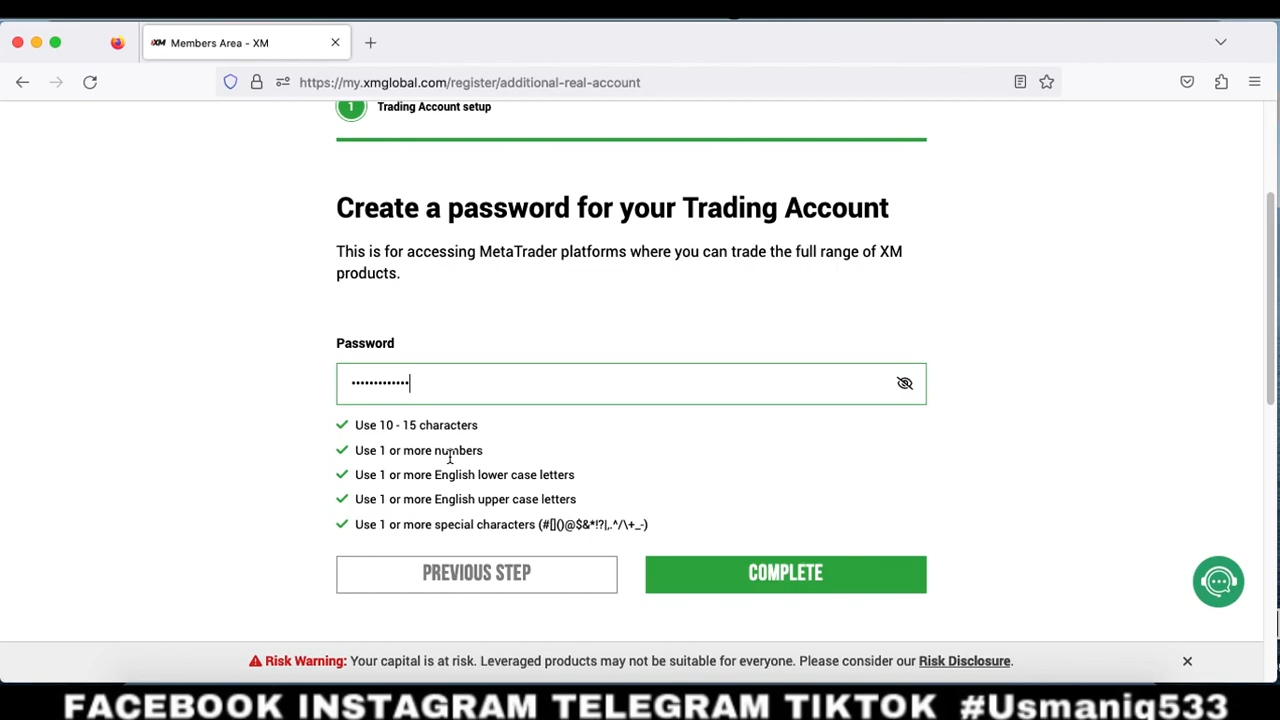 XM Members Area - XM
https://my.xmglobal.com/register/additional-real-account
1 Trading Account setup
Create a password for your Trading Account
This is for accessing MetaTrader platforms where you can trade the full range of XM
products.
Password
•••••••••••••
Use 10 - 15 characters
Use 1 or more numbers
Use 1 or more English lower case letters
Use 1 or more English upper case letters
Use 1 or more special characters (#[]()@$&*!?|,.^/\+_-)
PREVIOUS STEP COMPLETE
Risk Warning: Your capital is at risk. Leveraged products may not be suitable for everyone. Please consider our Risk Disclosure.
FACEBOOK INSTAGRAM TELEGRAM TIKTOK #Usmaniq533